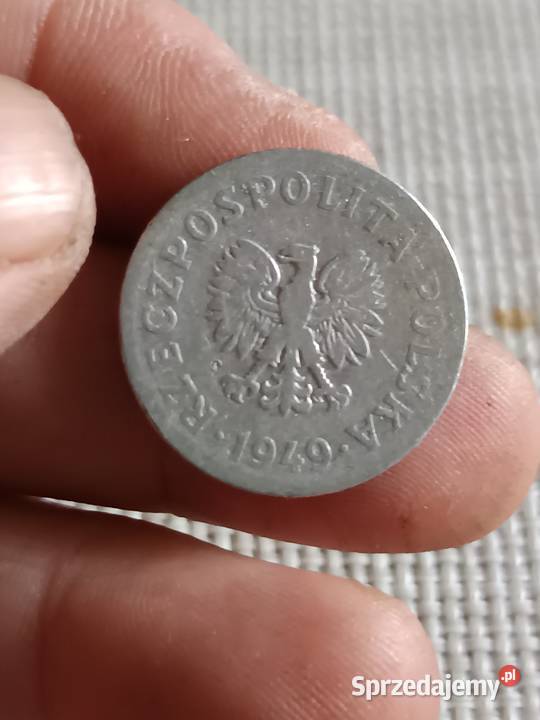 RZECZPOSPOLITA POLSKA
· 1949 ·
Sprzedajemy.pl